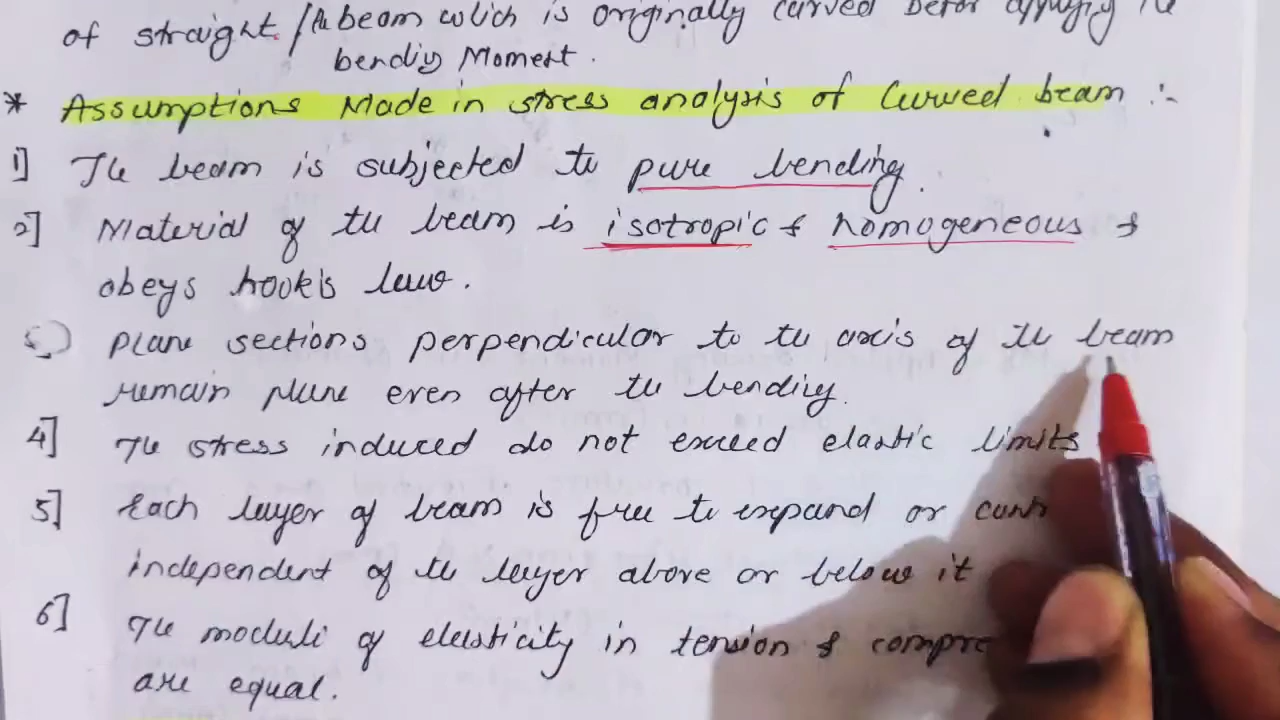 of straight / A beam which is originally curved before applying the
bending Moment.
* Assumptions Made in stress analysis of Curved beam :-
1] The beam is subjected to pure bending.
2] Material of the beam is isotropic & homogeneous &
obeys hook's law.
plane sections perpendicular to the axis of the beam
remain plane even after the bending.
4] The stress induced do not exceed elastic limits
5] Each layer of beam is free to expand or
independent of the layer above or below it
6] The moduli of elasticity in tension & compre
are equal.